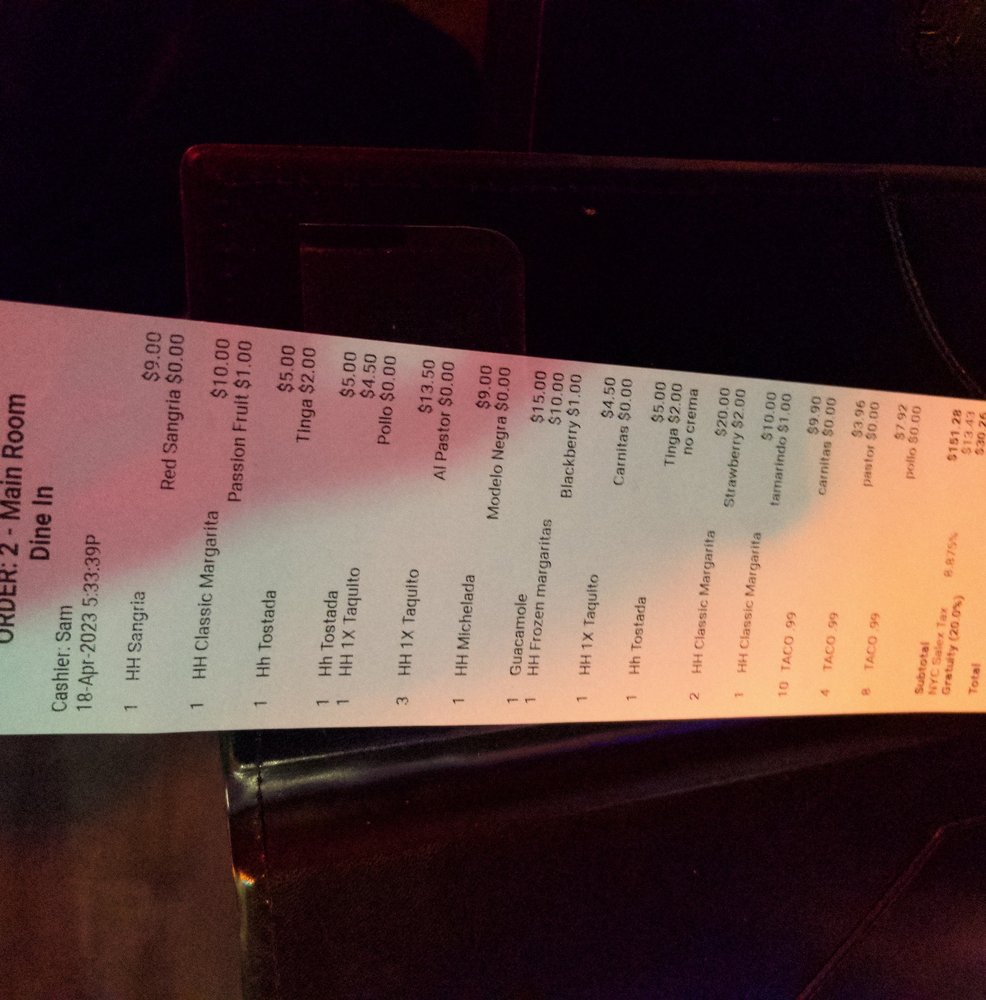 ORDER: 2 - Main Room
Dine In
Cashier: Sam
18-Apr-2023 5:33:39P
1 HH Sangria $9.00
Red Sangria $0.00
1 HH Classic Margarita $10.00
Passion Fruit $1.00
1 Hh Tostada $5.00
TInga $2.00
1 Hh Tostada $5.00
1 HH 1X Taquito $4.50
Pollo $0.00
3 HH 1X Taquito $13.50
Al Pastor $0.00
1 HH Michelada $9.00
Modelo Negra $0.00
1 Guacamole $15.00
1 HH Frozen margaritas $10.00
Blackberry $1.00
1 HH 1X Taquito $4.50
Carnitas $0.00
1 Hh Tostada $5.00
TInga $2.00
no crema
2 HH Classic Margarita $20.00
Strawberry $2.00
1 HH Classic Margarita $10.00
tamarindo $1.00
10 TACO .99 $9.90
carnitas $0.00
4 TACO .99 $3.96
pastor $0.00
8 TACO .99 $7.92
pollo $0.00
Subtotal $151.28
NYC Salex Tax 8.875% $13.43
Gratuity (20.0%) $30.26
Total